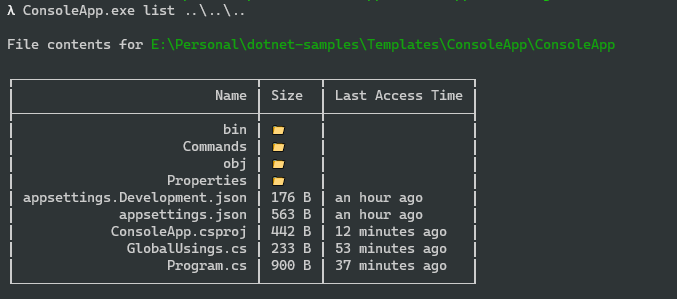 λ ConsoleApp.exe list ..\..\..
File contents for E:\Personal\dotnet-samples\Templates\ConsoleApp\ConsoleApp
Name Size Last Access Time
bin
Commands
obj
Properties
appsettings.Development.json 176 B an hour ago
appsettings.json 563 B an hour ago
ConsoleApp.csproj 442 B 12 minutes ago
GlobalUsings.cs 233 B 53 minutes ago
Program.cs 900 B 37 minutes ago